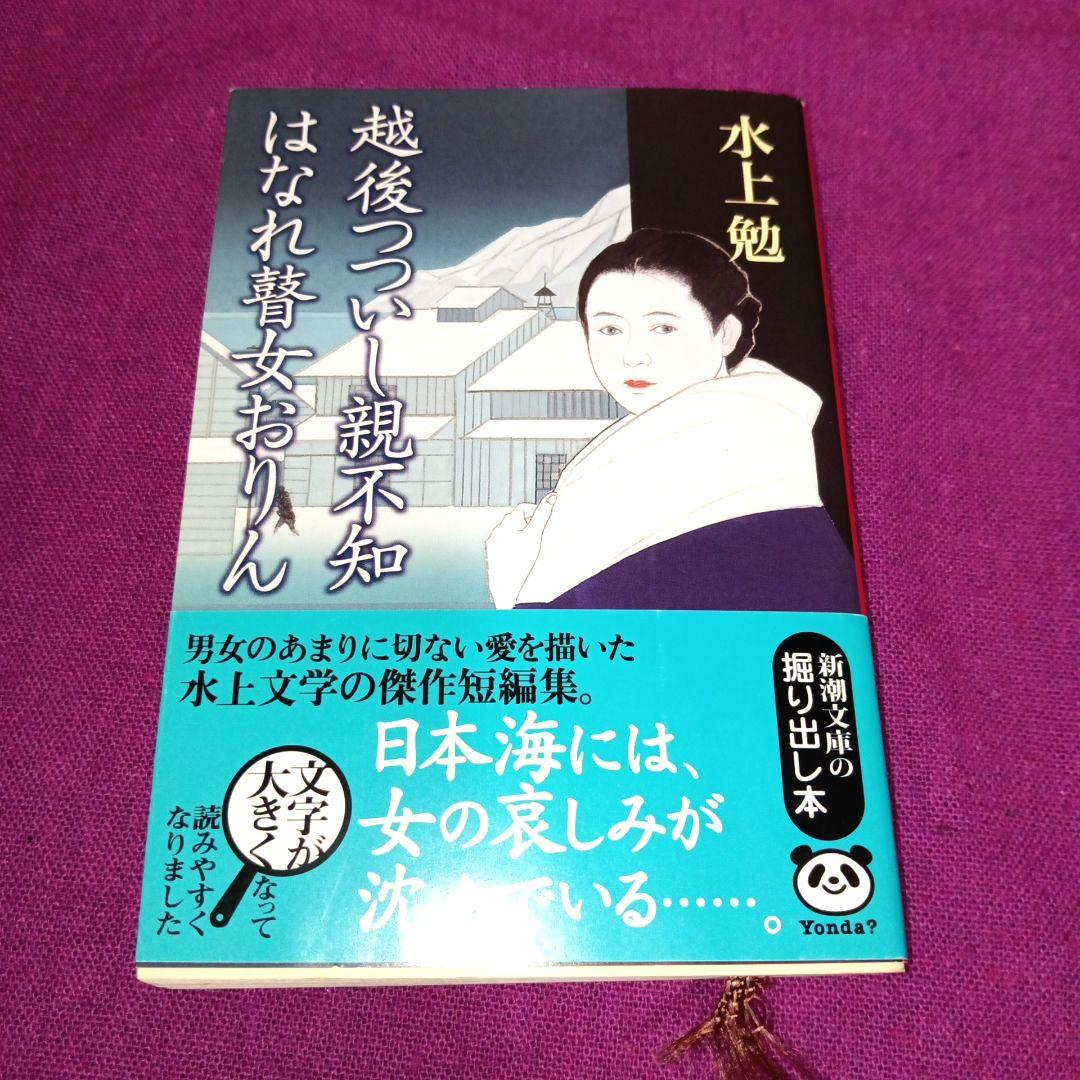 水上勉
越後つついし親不知
はなれ瞽女おりん
男女のあまりに切ない愛を描いた
水上文学の傑作短編集。
日本海には、
女の哀しみが
沈んでいる……。
新潮文庫の
掘り出し本
Yonda?
文字が
大きくなって
読みやすく
なりました